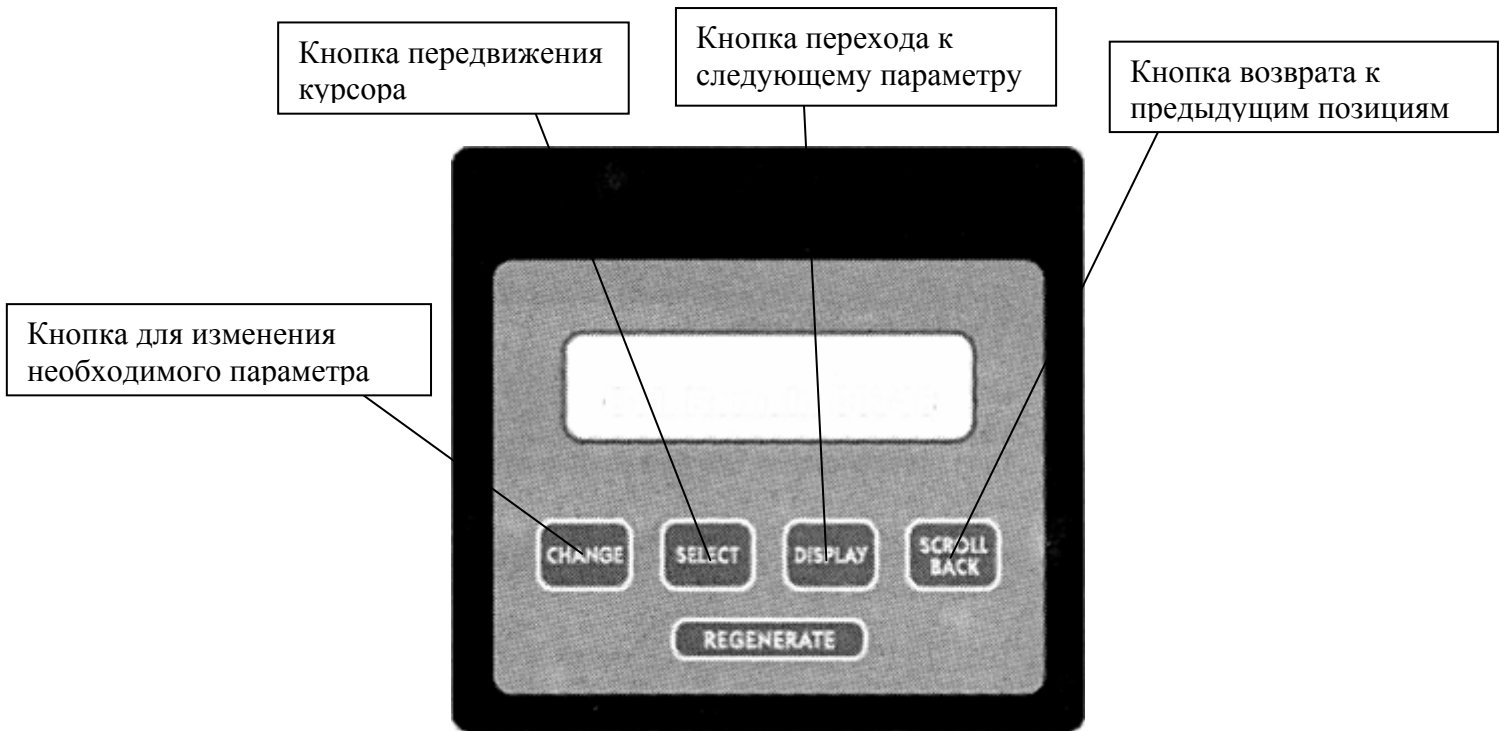 Кнопка передвижения
курсора
Кнопка перехода к
следующему параметру
Кнопка возврата к
предыдущим позициям
Кнопка для изменения
необходимого параметра
CHANGE
SELECT
DISPLAY
SCROLL
BACK
REGENERATE